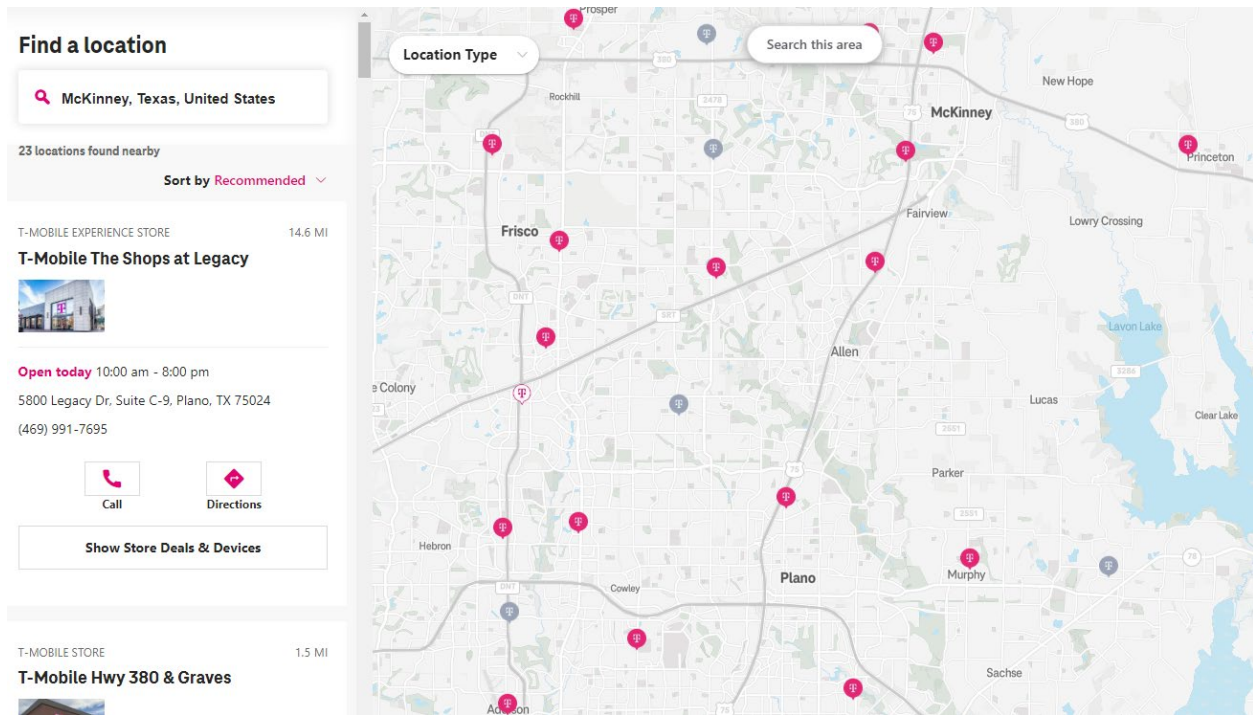 Find a location
McKinney, Texas, United States
23 locations found nearby
Sort by Recommended
T-MOBILE EXPERIENCE STORE 14.6 MI
T-Mobile The Shops at Legacy
Open today 10:00 am - 8:00 pm
5800 Legacy Dr, Suite C-9, Plano, TX 75024
(469) 991-7695
Call
Directions
Show Store Deals & Devices
T-MOBILE STORE 1.5 MI
T-Mobile Hwy 380 & Graves
Location Type
Search this area
Prosper
380
New Hope
Rockhill
2478
75
McKinney
380
Princeton
Frisco
Fairview
Lowry Crossing
DNT
SRT
Lavon Lake
Allen
3286
e Colony
Lucas
Clear Lake
2551
75
Parker
2551
Hebron
78
Murphy
Plano
DNT
Cowley
Sachse
75